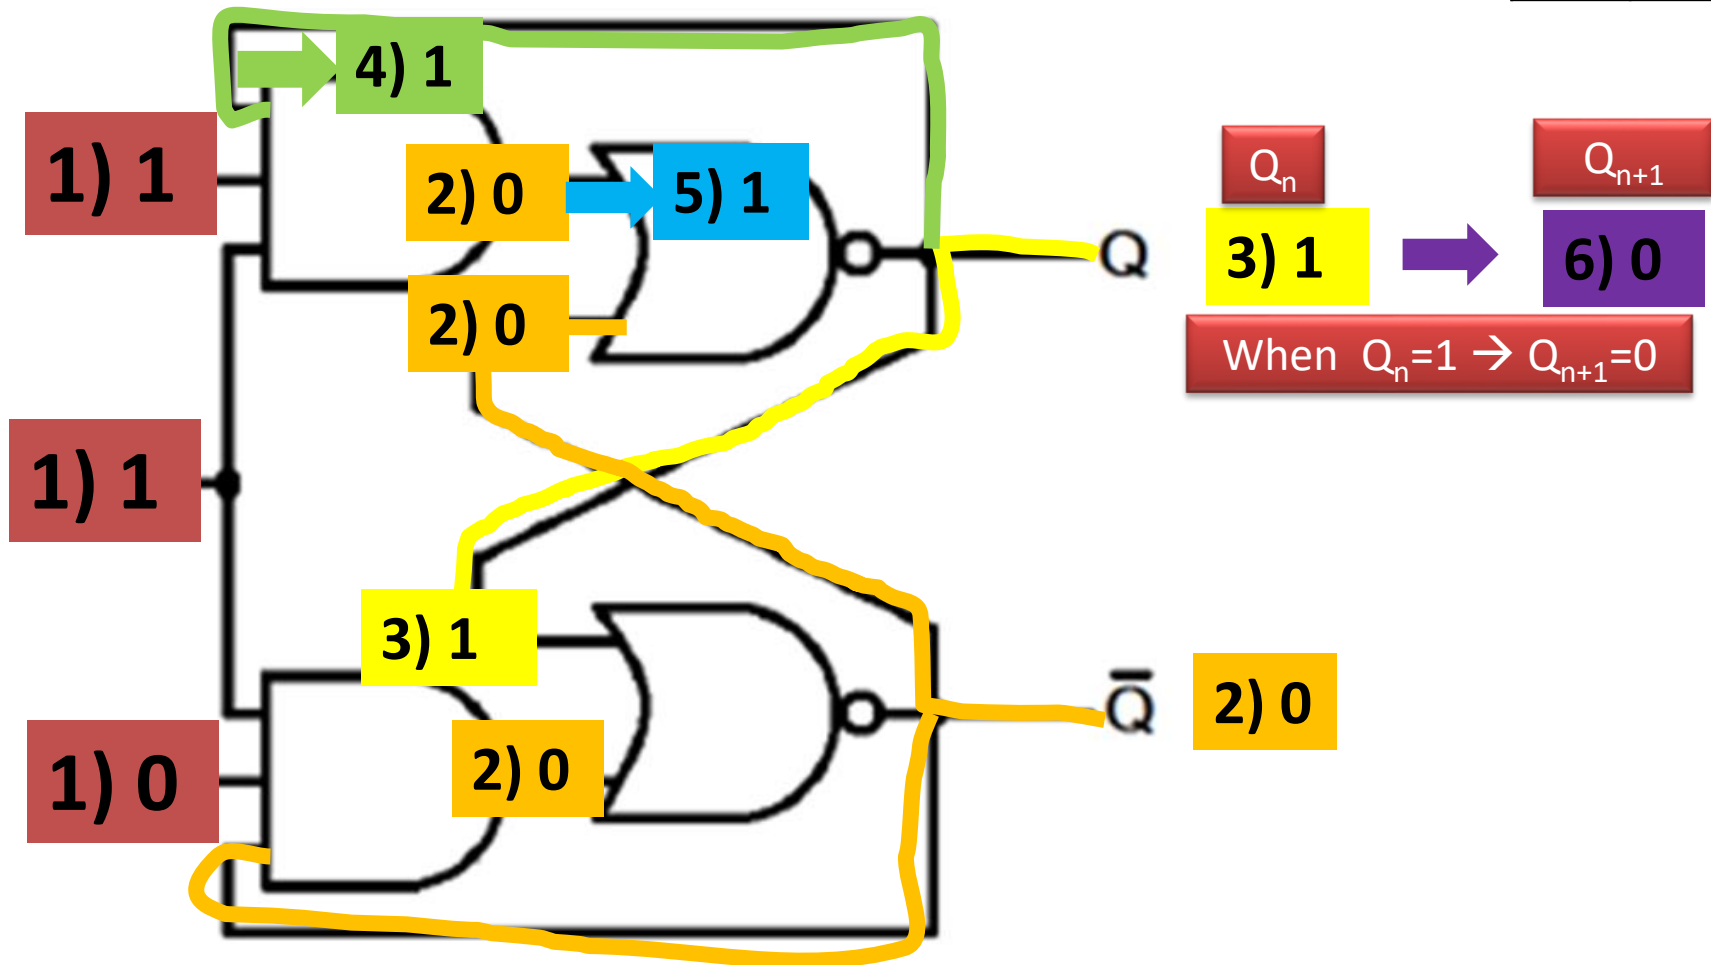 4) 1
1) 1
2) 0
5) 1
Qn
Qn+1
Q
3) 1
6) 0
2) 0
When Qn=1 → Qn+1=0
1) 1
3) 1
Q̅
2) 0
1) 0
2) 0